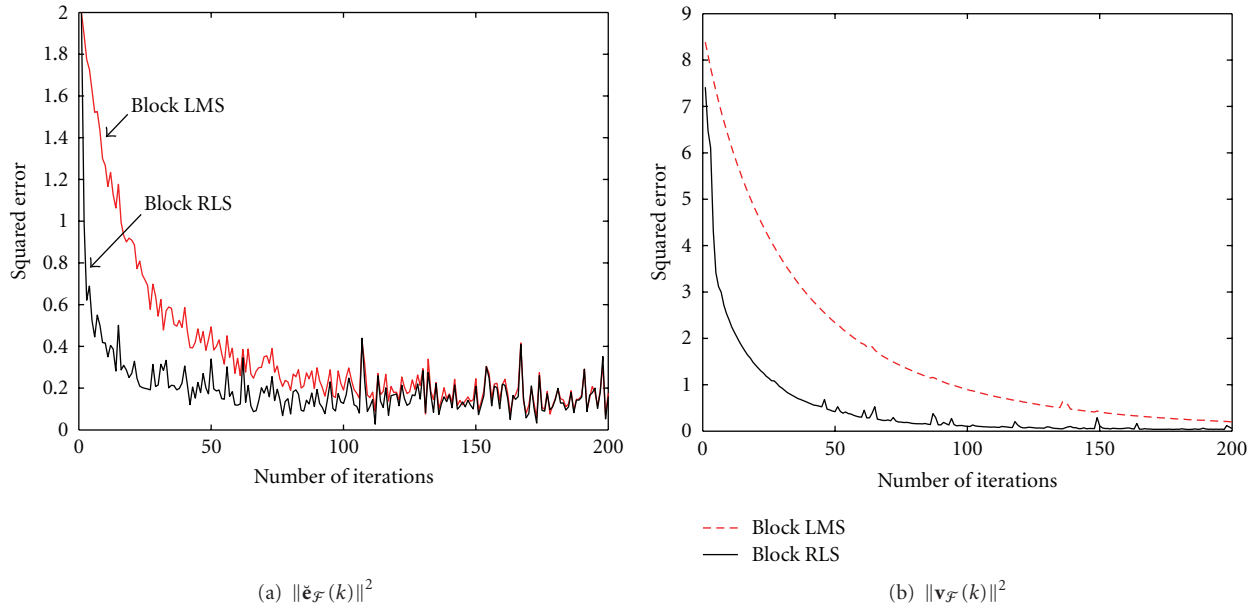 2
1.8
1.6
1.4
1.2
1
0.8
0.6
0.4
0.2
0
Squared error
Block LMS
Block RLS
0 50 100 150 200
Number of iterations
(a) ‖ĕ_ℱ(k)‖²
9
8
7
6
5
4
3
2
1
0
Squared error
0 50 100 150 200
Number of iterations
Block LMS
Block RLS
(b) ‖v_ℱ(k)‖²